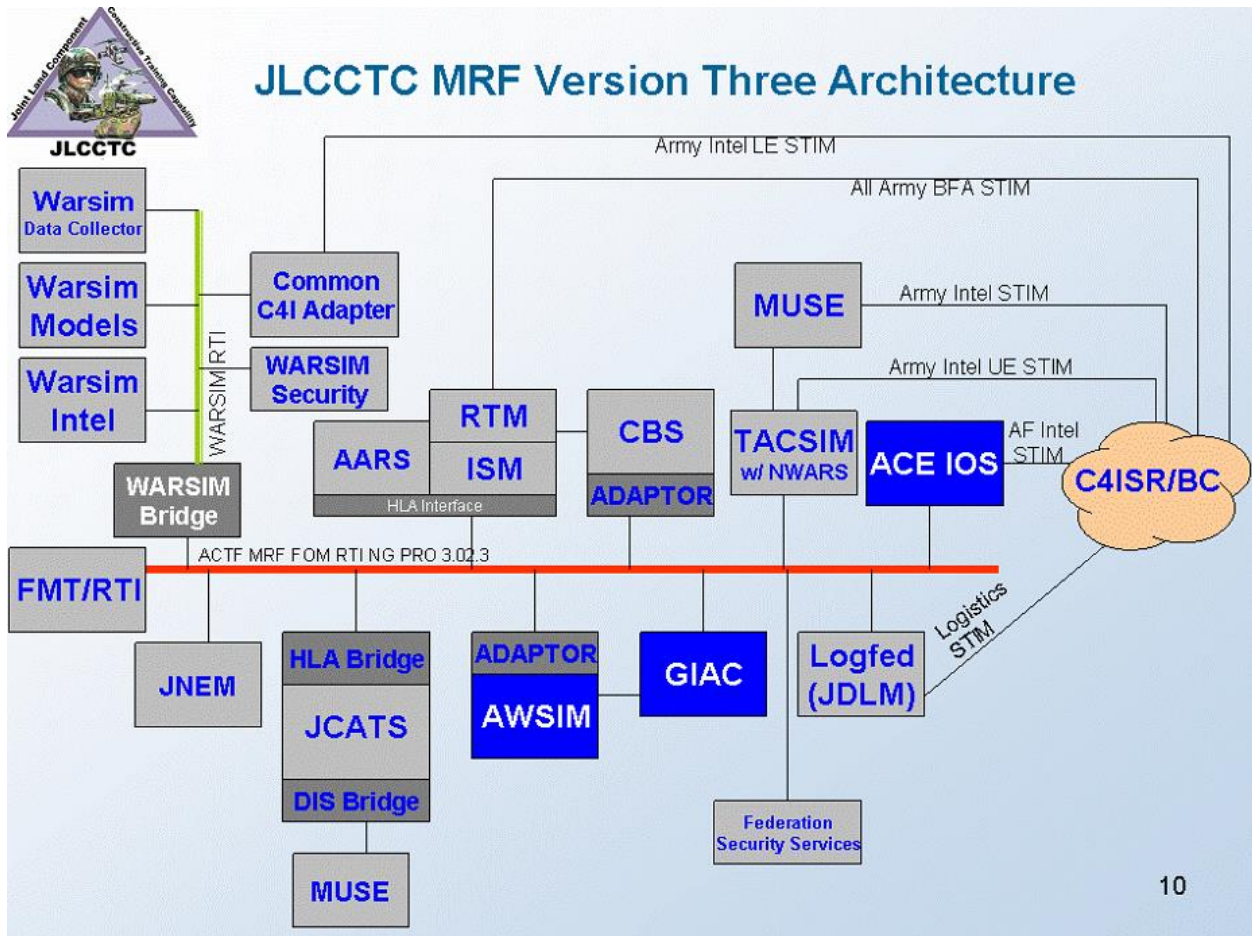 Joint Land Component
Constructive Training Capability
JLCCTC
JLCCTC MRF Version Three Architecture
Army Intel LE STIM
All Army BFA STIM
Warsim
Data Collector
Warsim
Models
Warsim
Intel
WARSIM RTI
Common
C4I Adapter
WARSIM
Security
MUSE
Army Intel STIM
Army Intel UE STIM
AARS
RTM
ISM
HLA Interface
CBS
ADAPTOR
TACSIM
w/ NWARS
ACE IOS
AF Intel
STIM
C4ISR/BC
WARSIM
Bridge
ACTF MRF FOM RTI NG PRO 3.02.3
FMT/RTI
JNEM
HLA Bridge
JCATS
DIS Bridge
MUSE
ADAPTOR
AWSIM
GIAC
Logfed
(JDLM)
Logistics
STIM
Federation
Security Services
10